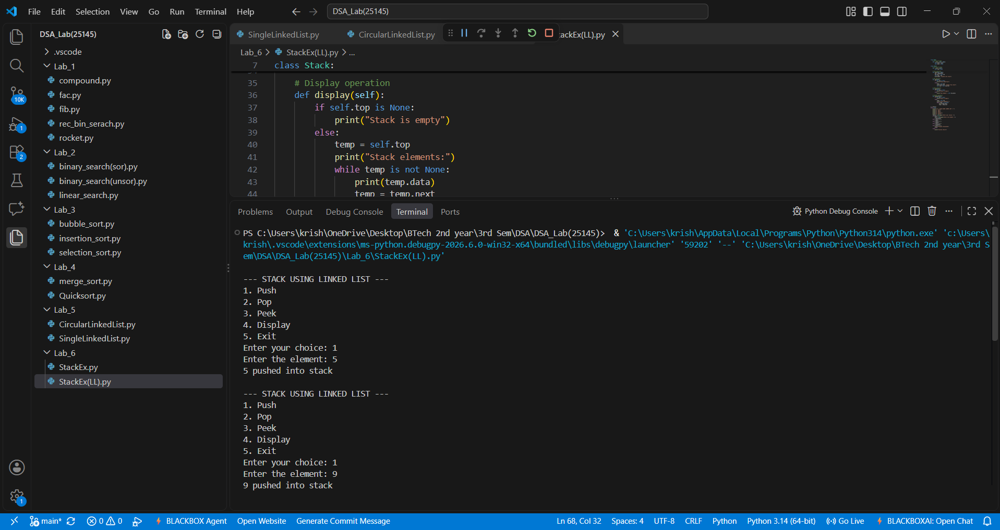 File Edit Selection View Go Run Terminal Help
DSA_Lab(25145)
DSA_Lab(25145)
.vscode
Lab_1
compound.py
fac.py
fib.py
rec_bin_serach.py
rocket.py
Lab_2
binary_search(sor).py
binary_search(unsor).py
linear_search.py
Lab_3
bubble_sort.py
insertion_sort.py
selection_sort.py
Lab_4
merge_sort.py
Quicksort.py
Lab_5
CircularLinkedList.py
SingleLinkedList.py
Lab_6
StackEx.py
StackEx(LL).py
10K
1
2
1
SingleLinkedList.py CircularLinkedList.py tackEx(LL).py
Lab_6 > StackEx(LL).py > ...
7 class Stack:
35 # Display operation
36 def display(self):
37 if self.top is None:
38 print("Stack is empty")
39 else:
40 temp = self.top
41 print("Stack elements:")
42 while temp is not None:
43 print(temp.data)
44 temp = temp.next
Problems Output Debug Console Terminal Ports
Python Debug Console
PS C:\Users\krish\OneDrive\Desktop\BTech 2nd year\3rd Sem\DSA\DSA_Lab(25145)> & 'C:\Users\krish\AppData\Local\Programs\Python\Python314\python.exe' 'c:\Users\
krish\.vscode\extensions\ms-python.debugpy-2026.6.0-win32-x64\bundled\libs\debugpy\launcher' '59202' '--' 'C:\Users\krish\OneDrive\Desktop\BTech 2nd year\3rd S
em\DSA\DSA_Lab(25145)\Lab_6\StackEx(LL).py'
--- STACK USING LINKED LIST ---
1. Push
2. Pop
3. Peek
4. Display
5. Exit
Enter your choice: 1
Enter the element: 5
5 pushed into stack
--- STACK USING LINKED LIST ---
1. Push
2. Pop
3. Peek
4. Display
5. Exit
Enter your choice: 1
Enter the element: 9
9 pushed into stack
main* 0 0 BLACKBOX Agent Open Website Generate Commit Message Ln 68, Col 32 Spaces: 4 UTF-8 CRLF Python Python 3.14 (64-bit) Go Live BLACKBOXAI: Open Chat